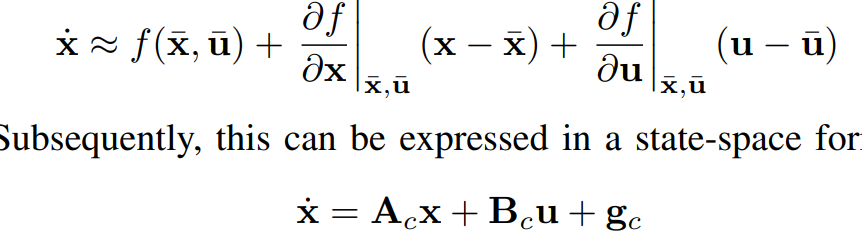 ẋ ≈ f(x̄, ū) + ∂f/∂x|x̄,ū (x − x̄) + ∂f/∂u|x̄,ū (u − ū)
Subsequently, this can be expressed in a state-space for
ẋ = A_c x + B_c u + g_c